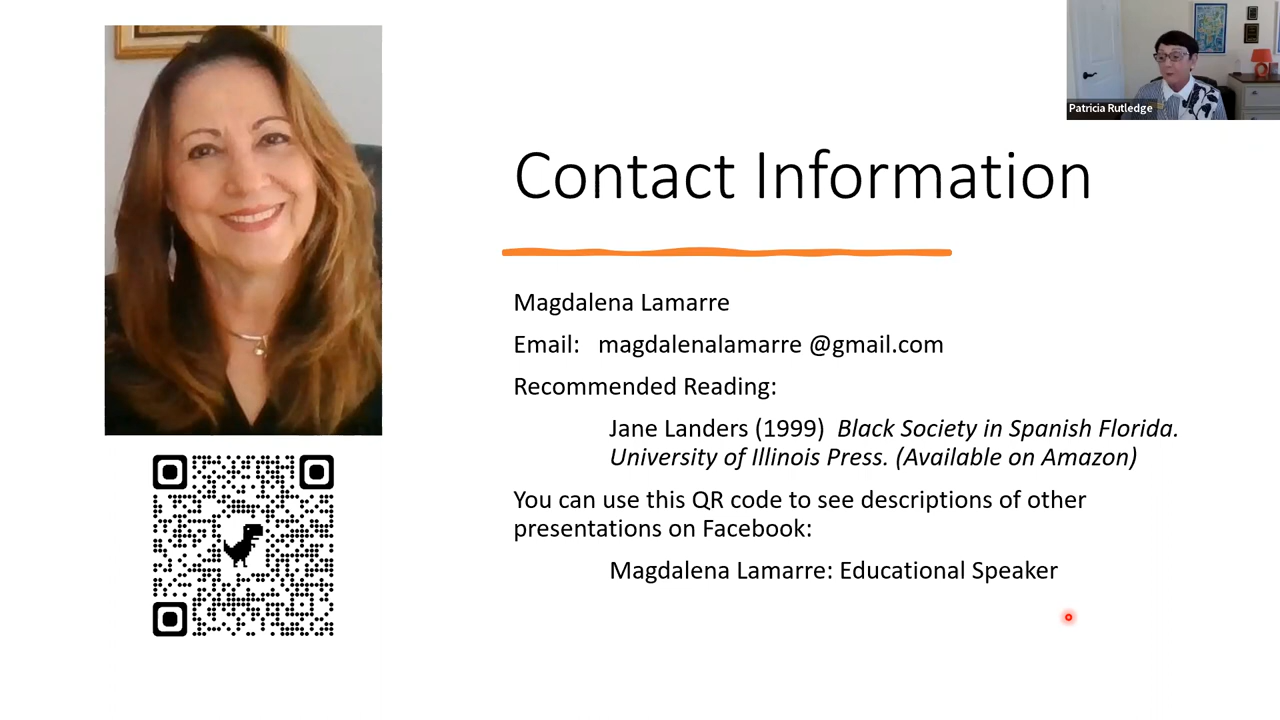 Patricia Rutledge
Contact Information
Magdalena Lamarre
Email: magdalenalamarre @gmail.com
Recommended Reading:
Jane Landers (1999) Black Society in Spanish Florida.
University of Illinois Press. (Available on Amazon)
You can use this QR code to see descriptions of other
presentations on Facebook:
Magdalena Lamarre: Educational Speaker